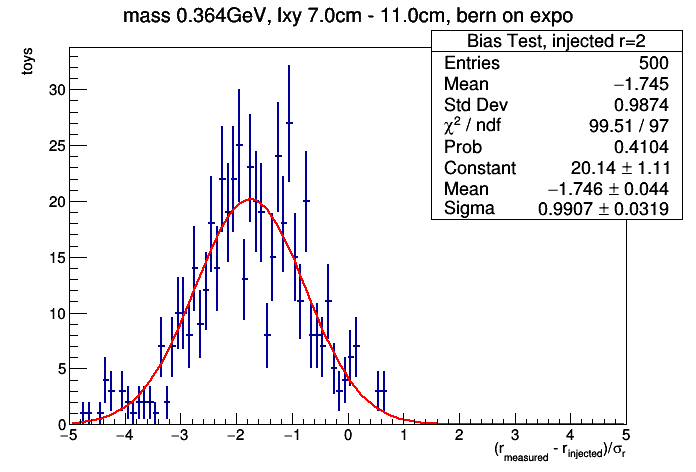 mass 0.364GeV, lxy 7.0cm - 11.0cm, bern on expo
toys
Bias Test, injected r=2
Entries 500
Mean −1.745
Std Dev 0.9874
χ² / ndf 99.51 / 97
Prob 0.4104
Constant 20.14 ± 1.11
Mean −1.746 ± 0.044
Sigma 0.9907 ± 0.0319
30
25
20
15
10
5
0
−5 −4 −3 −2 −1 0 1 2 3 4 5
(r_measured - r_injected)/σ_r